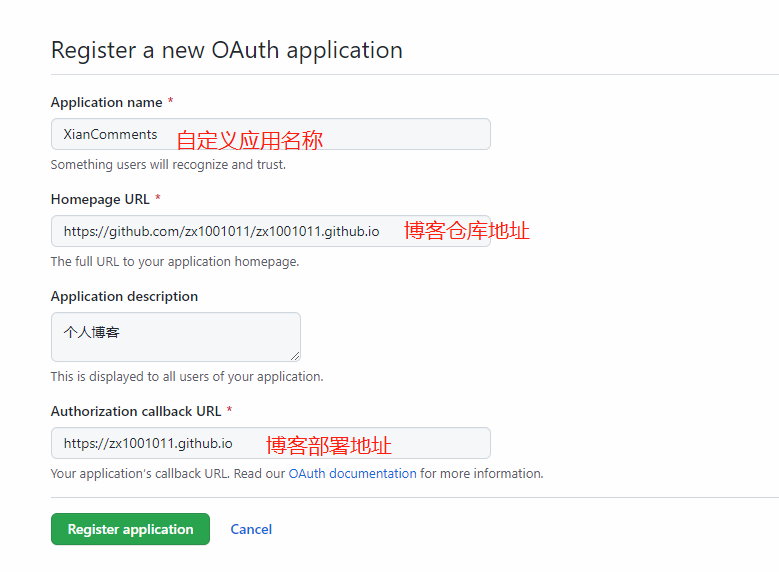 Register a new OAuth application
Application name *
XianComments 自定义应用名称
Something users will recognize and trust.
Homepage URL *
https://github.com/zx1001011/zx1001011.github.io 博客仓库地址
The full URL to your application homepage.
Application description
个人博客
This is displayed to all users of your application.
Authorization callback URL *
https://zx1001011.github.io 博客部署地址
Your application's callback URL. Read our OAuth documentation for more information.
Register application Cancel